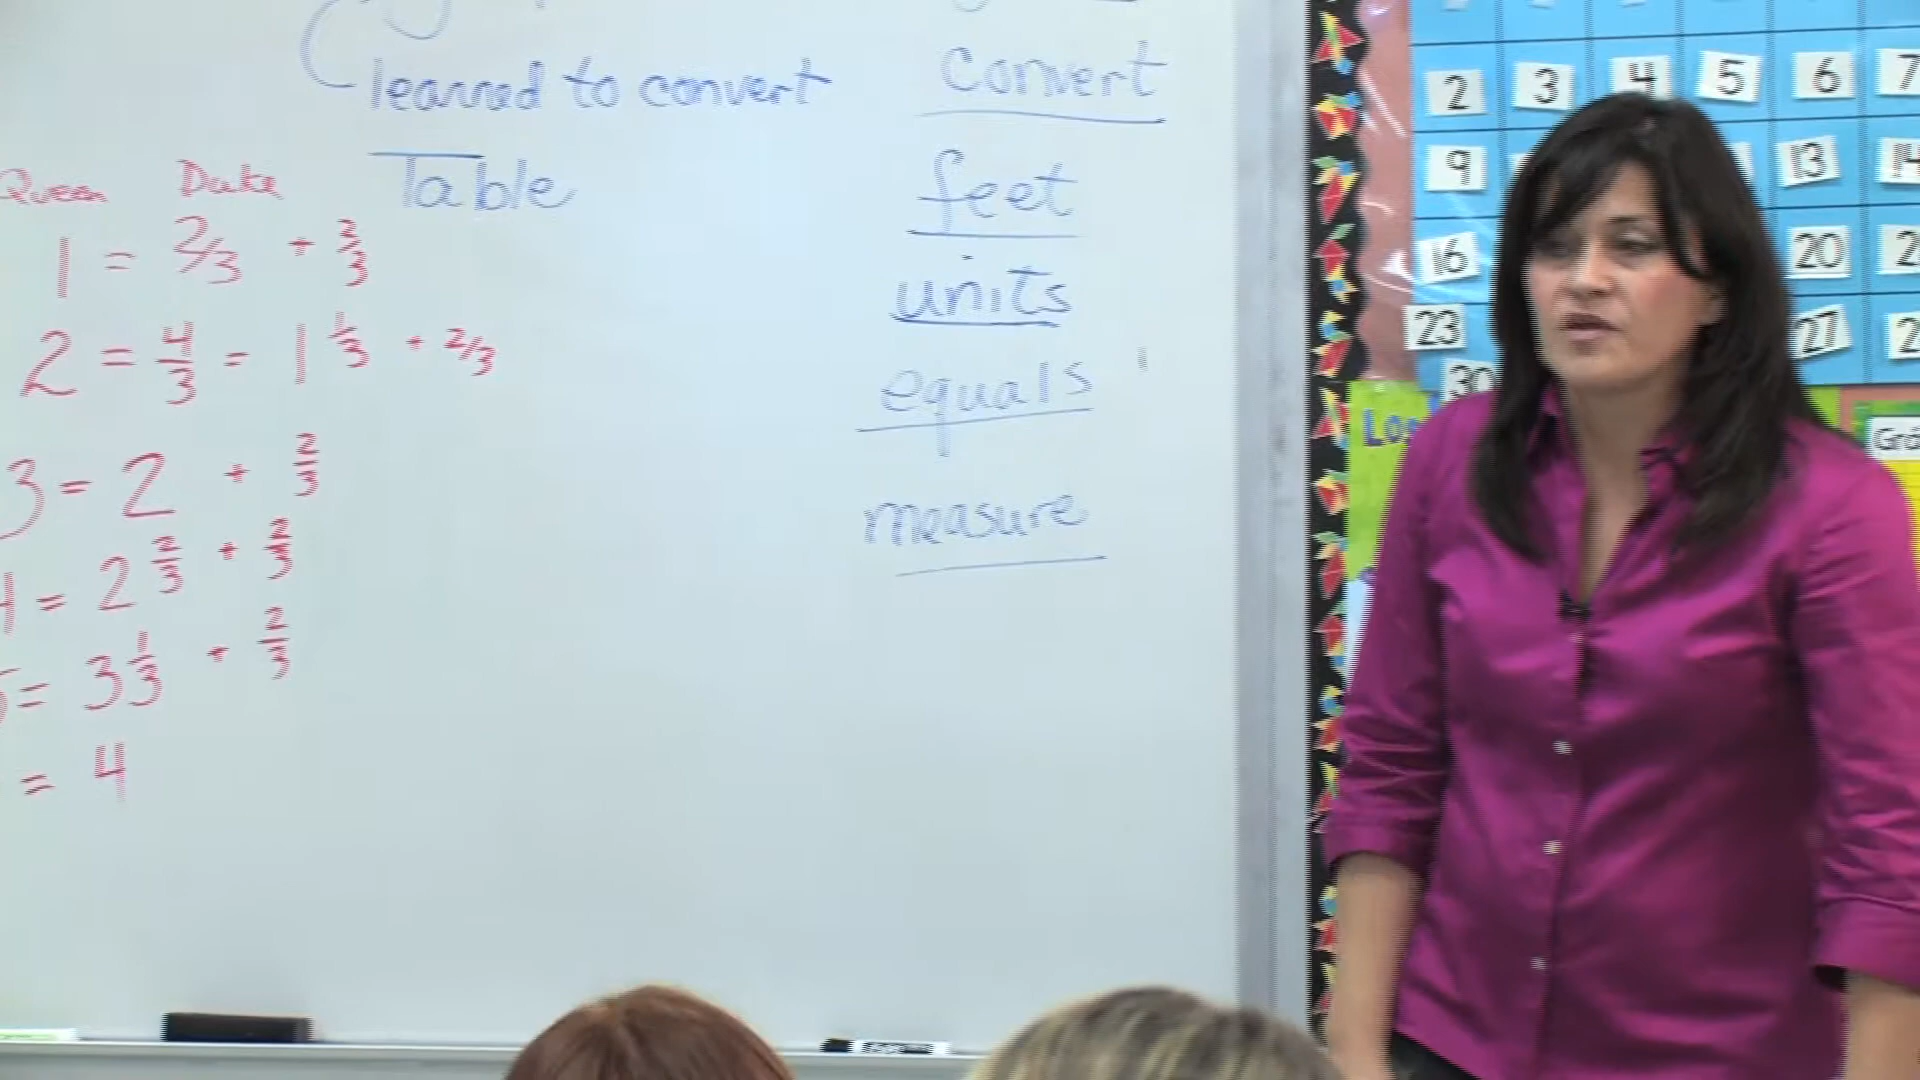 learned to convert
Table
Queen Duke
1 = 2/3 + 2/3
2 = 4/3 = 1 1/3 + 2/3
3 = 2 + 2/3
4 = 2 2/3 + 2/3
5 = 3 1/3 + 2/3
= 4
convert
feet
units
equals
measure
2 3 4 5 6 7
9 13 14
16 20
23 27
30